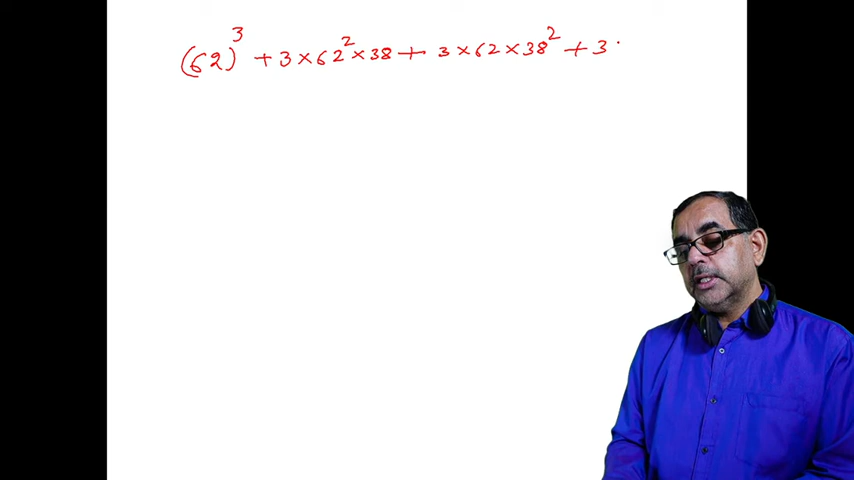 (62)³ + 3 × 62² × 38 + 3 × 62 × 38² + 3